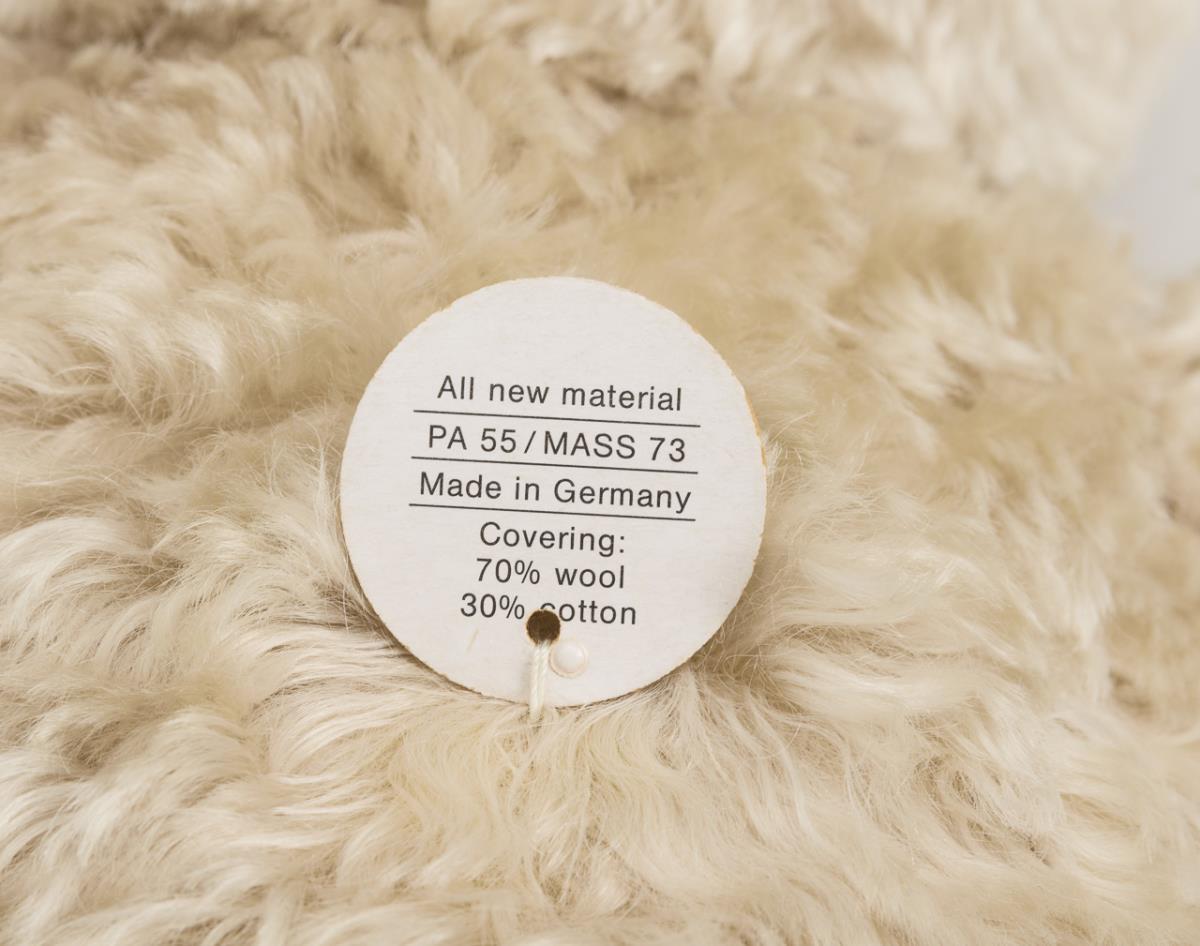 All new material
PA 55 / MASS 73
Made in Germany
Covering:
70% wool
30% cotton